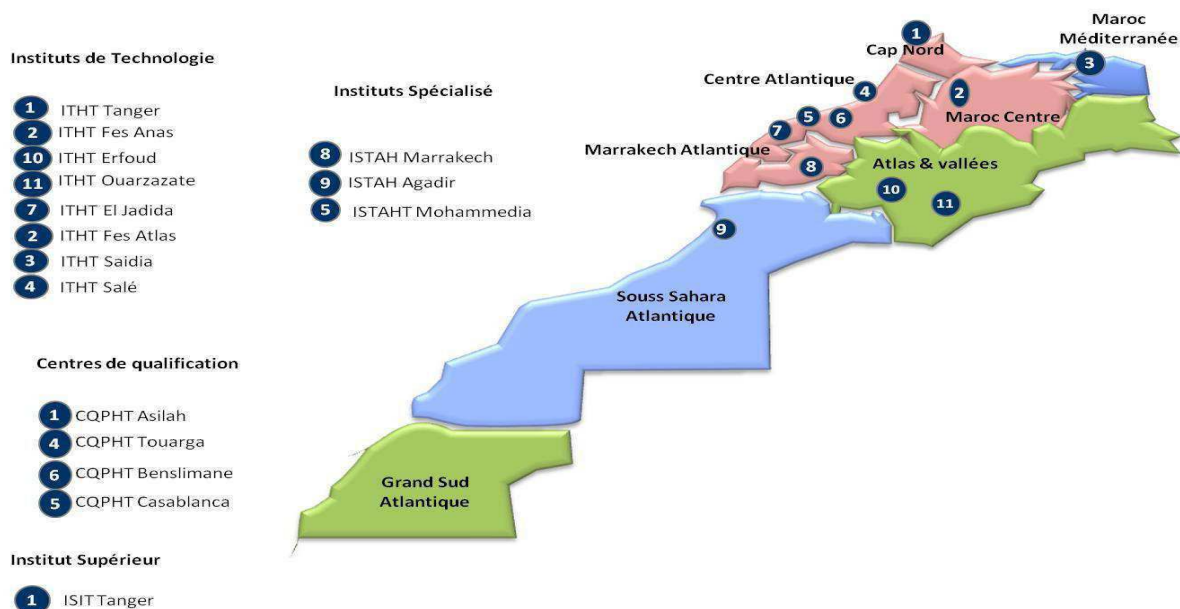 Instituts de Technologie
1 ITHT Tanger
2 ITHT Fes Anas
10 ITHT Erfoud
11 ITHT Ouarzazate
7 ITHT El Jadida
2 ITHT Fes Atlas
3 ITHT Saidia
4 ITHT Salé
Centres de qualification
1 CQPHT Asilah
4 CQPHT Touarga
6 CQPHT Benslimane
5 CQPHT Casablanca
Institut Supérieur
1 ISIT Tanger
Instituts Spécialisé
8 ISTAH Marrakech
9 ISTAH Agadir
5 ISTAHT Mohammedia
Maroc
Méditerranée
1
Cap Nord
3
Centre Atlantique
4
2
5
6
7
Maroc Centre
Marrakech Atlantique
8
Atlas & vallées
10
11
9
Souss Sahara
Atlantique
Grand Sud
Atlantique